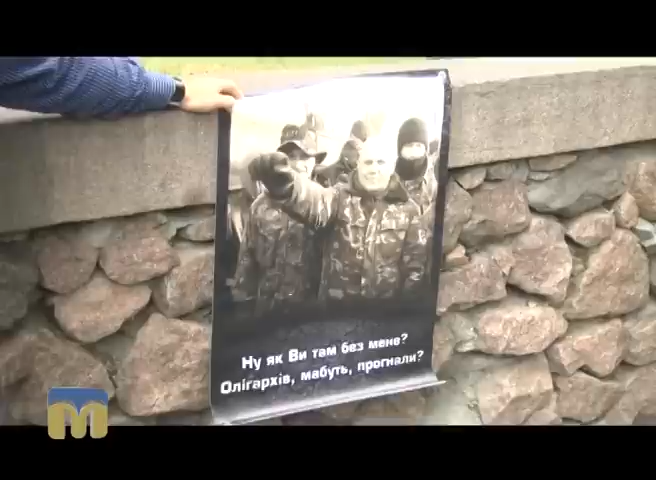 Ну як Ви там без мене?
Олігархів, мабуть, прогнали?